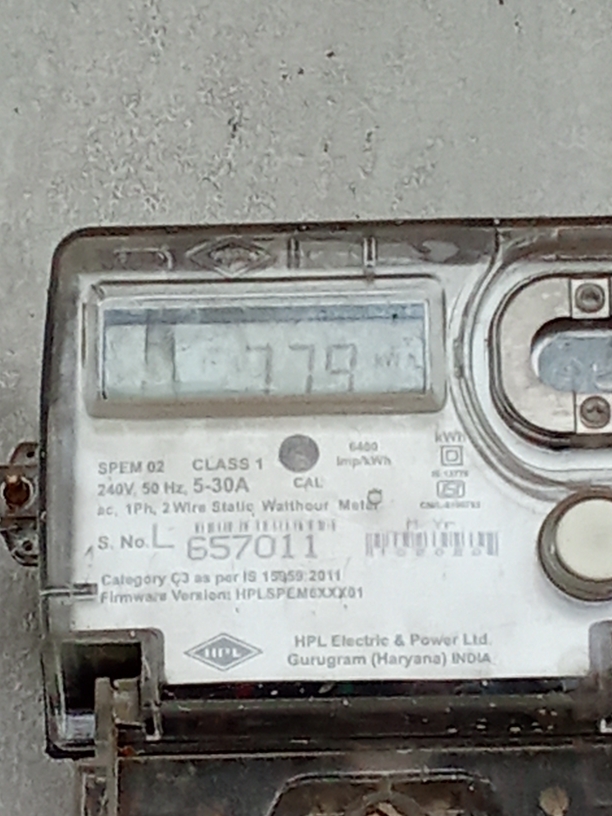 779 kWh
SPEM 02 CLASS 1
240V, 50 Hz, 5-30A
ac, 1Ph, 2 Wire Static Watthour Meter
CAL
6400
imp/kWh
kWh
S. No. L 657011
M Yr
Category C3 as per IS 15959:2011
Firmware Version: HPLSPEM6XXX01
HPL
HPL Electric & Power Ltd.
Gurugram (Haryana) INDIA